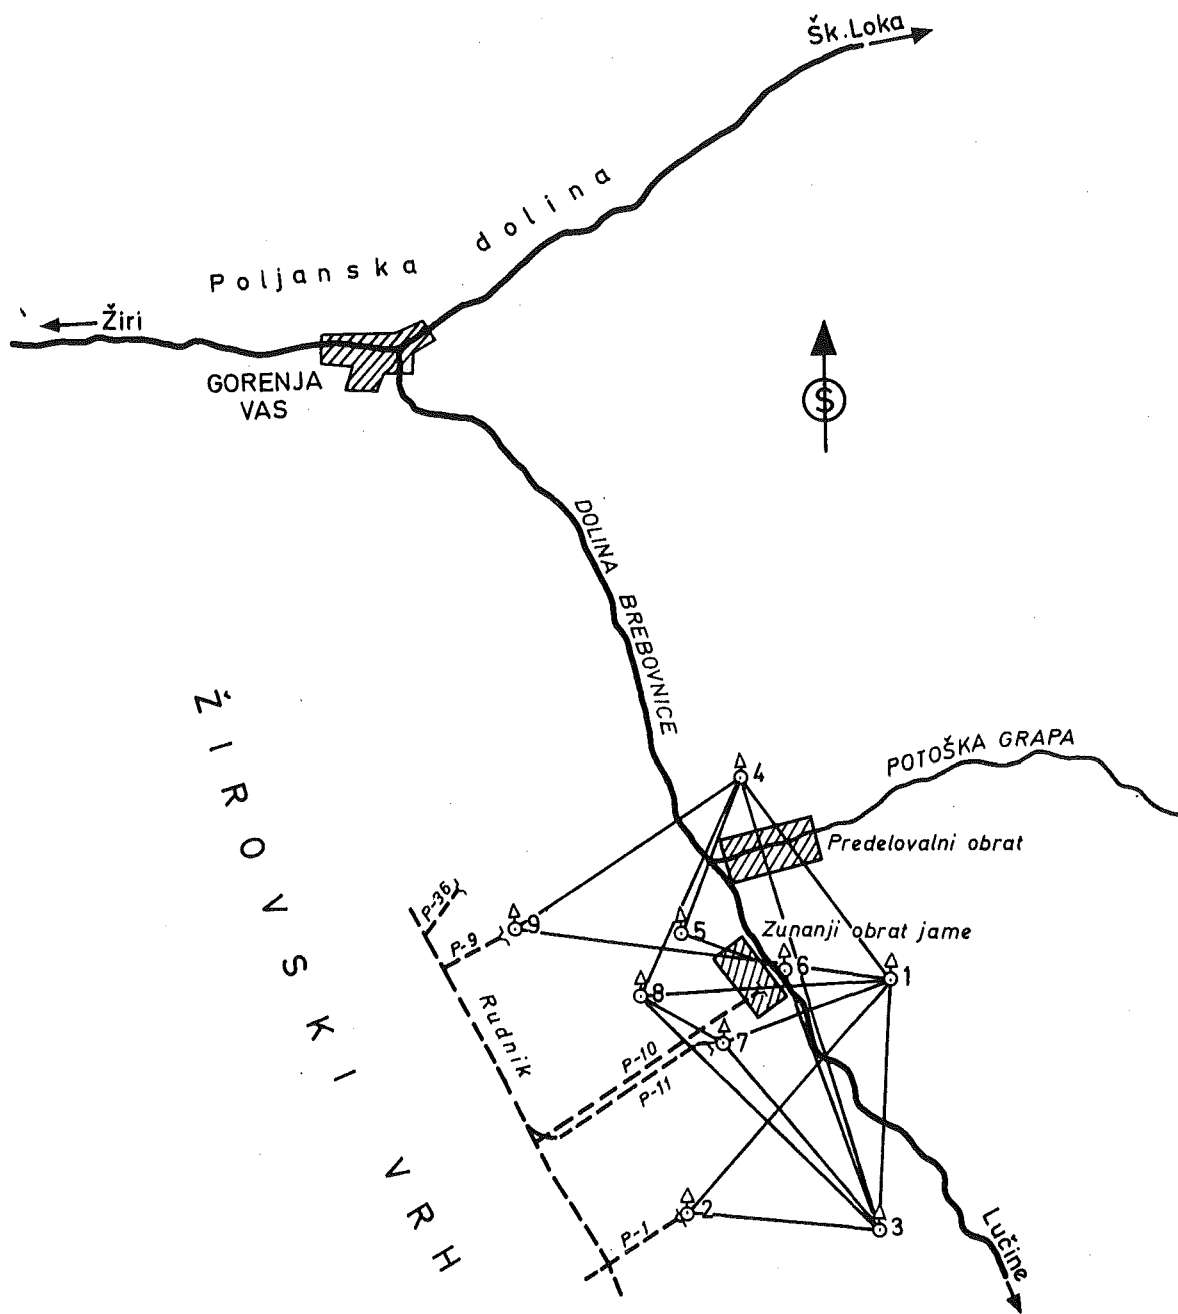 Šk.Loka
Poljanska dolina
Žiri
GORENJA
VAS
S
DOLINA BREBOVNICE
ŽIROVSKI VRH
POTOŠKA GRAPA
4
Predelovalni obrat
P-36
9
P-9
5
Zunanji obrat jame
6
1
8
Rudnik
7
P-10
P-11
2
P-1
3
Lučine